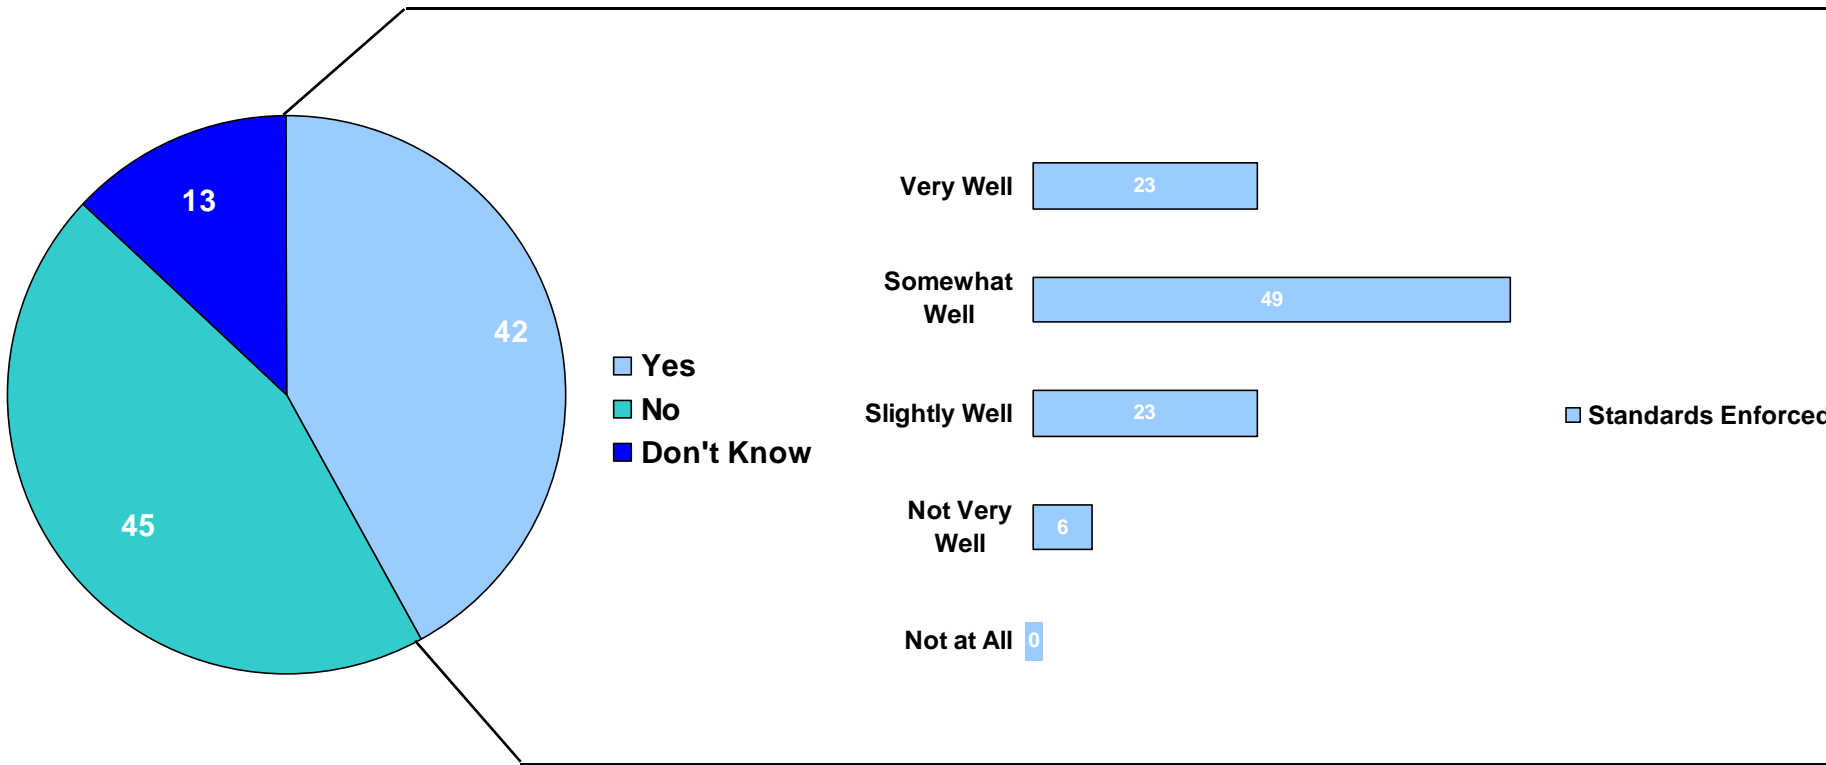 13
42
45
Yes
No
Don't Know
Very Well
23
Somewhat
Well
49
Slightly Well
23
Not Very
Well
6
Not at All
0
Standards Enforced